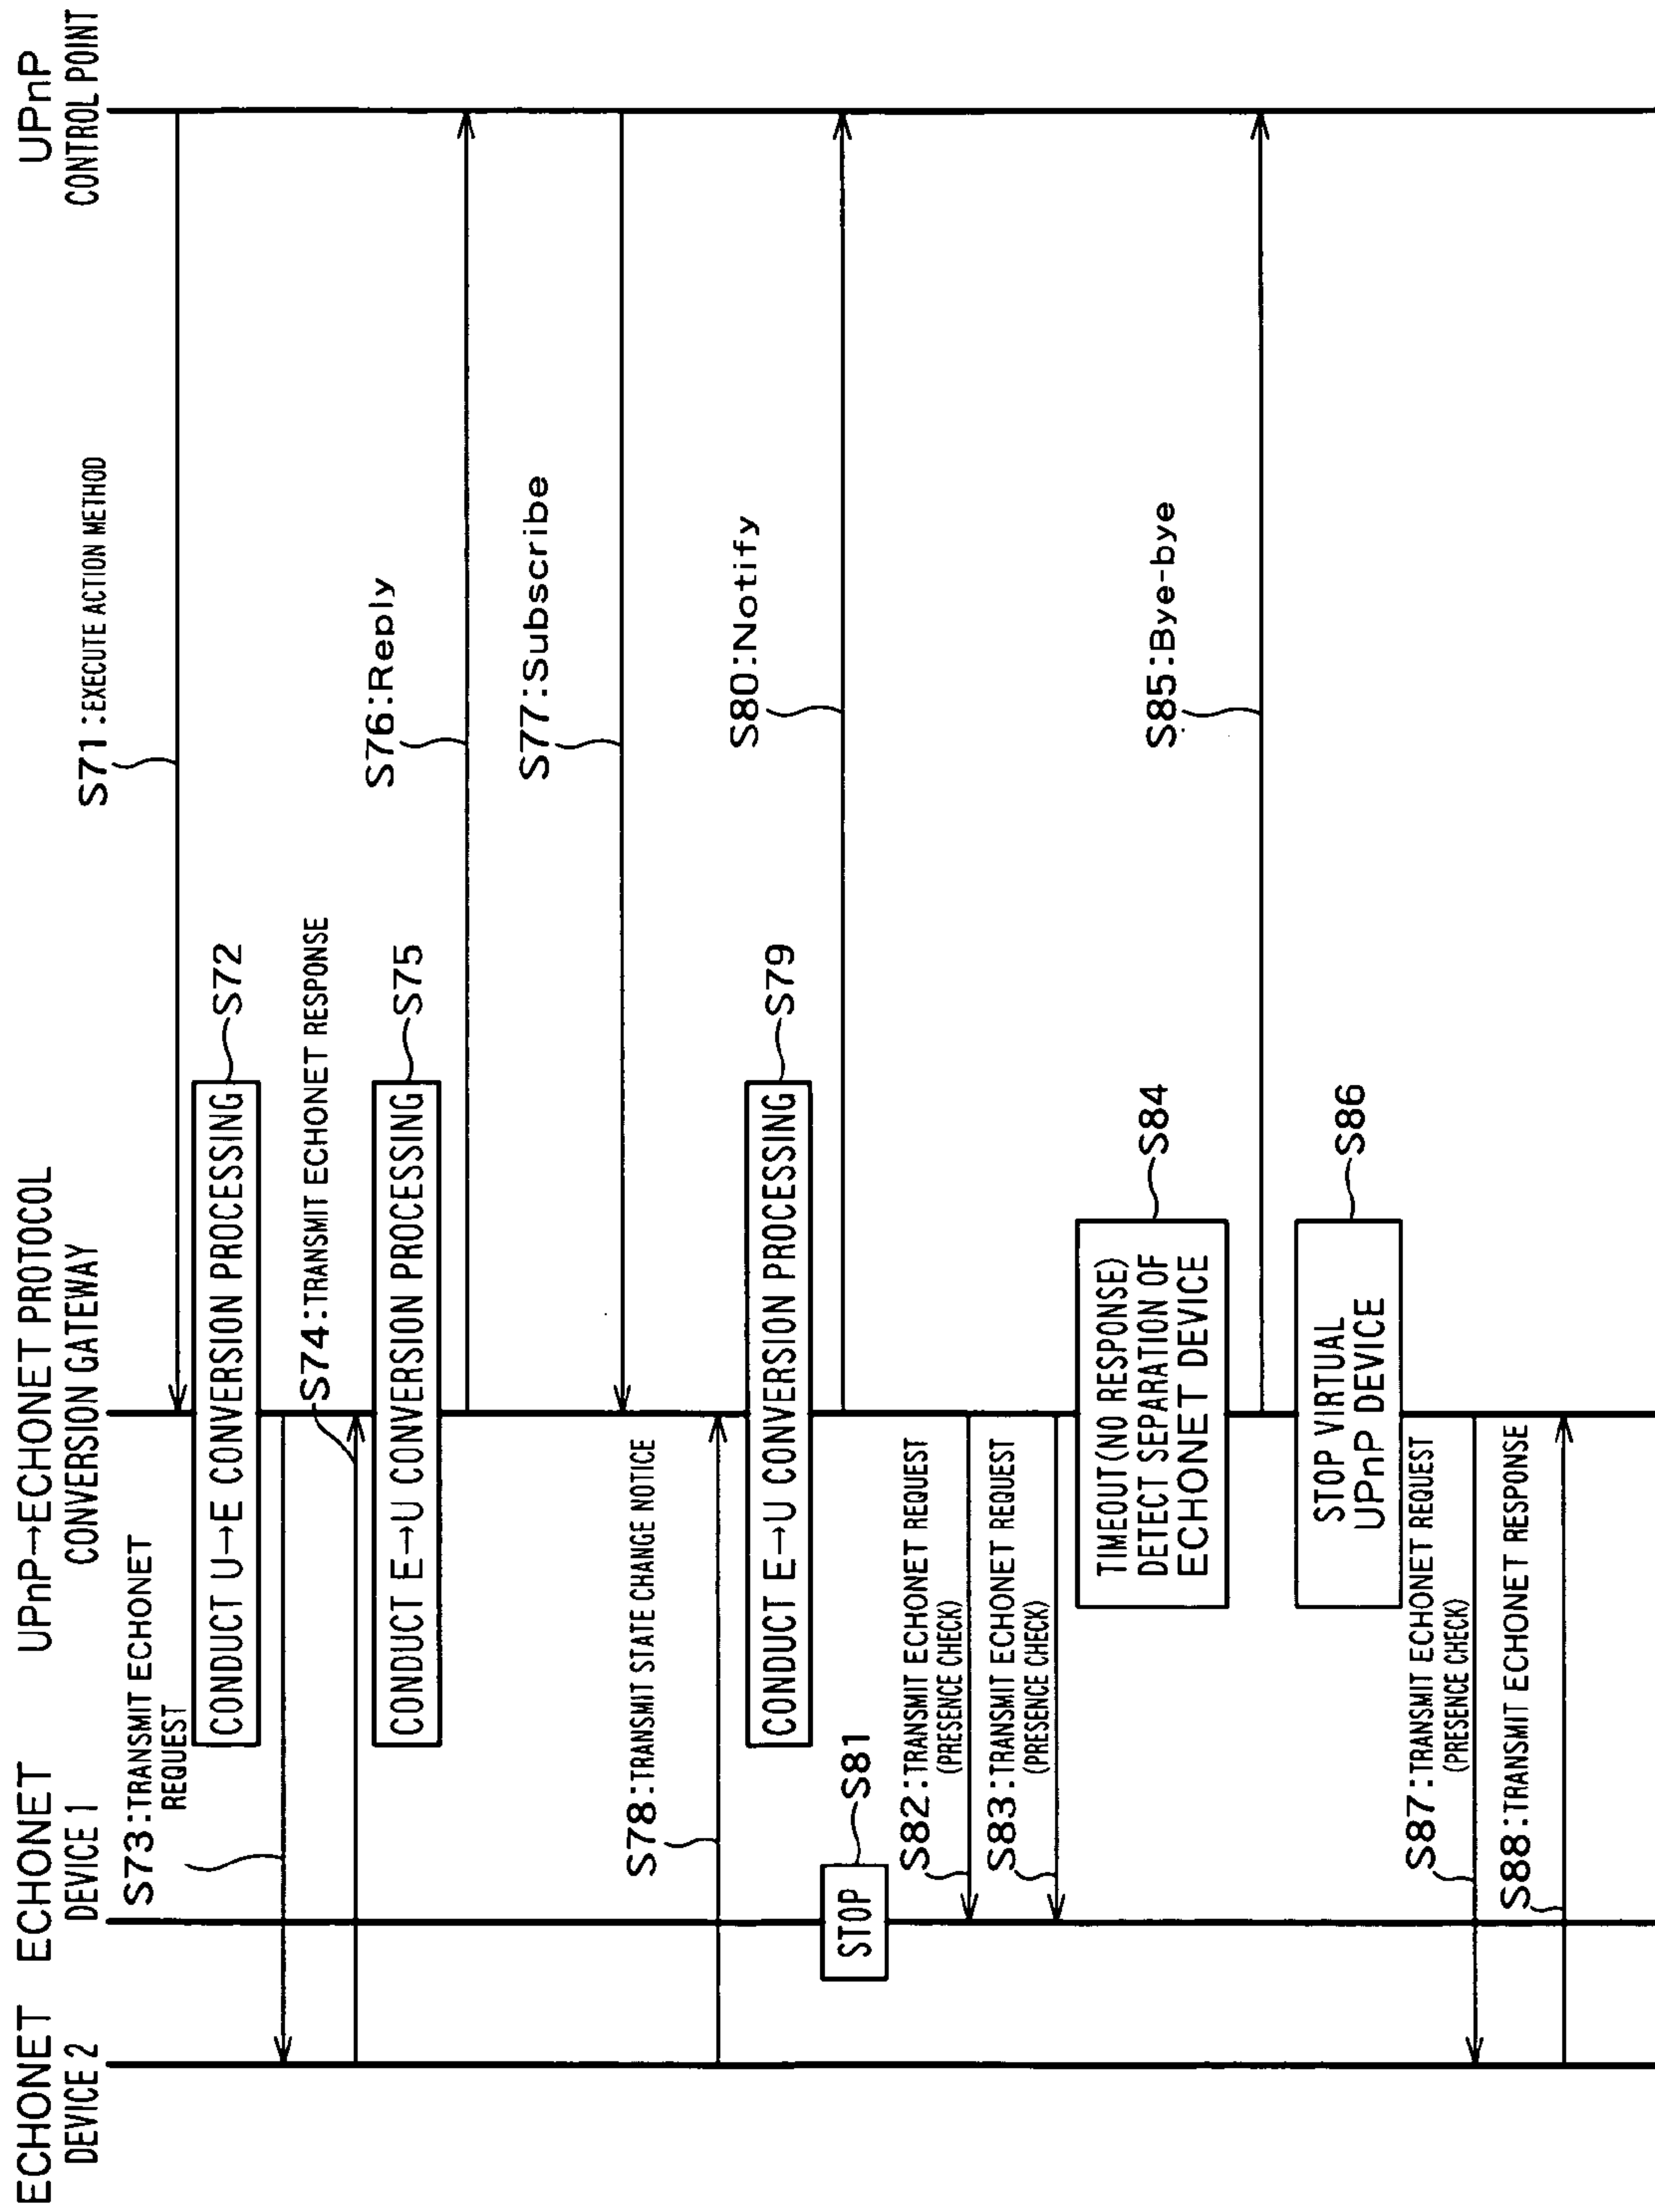 ECHONET
DEVICE 2
ECHONET
DEVICE 1
UPnP→ECHONET PROTOCOL
CONVERSION GATEWAY
UPnP
CONTROL POINT
S71:EXECUTE ACTION METHOD
CONDUCT U→E CONVERSION PROCESSING
S72
S73:TRANSMIT ECHONET
REQUEST
S74:TRANSMIT ECHONET RESPONSE
CONDUCT E→U CONVERSION PROCESSING
S75
S76:Reply
S77:Subscribe
S78:TRANSMIT STATE CHANGE NOTICE
CONDUCT E→U CONVERSION PROCESSING
S79
S80:Notify
STOP
S81
S82:TRANSMIT ECHONET REQUEST
(PRESENCE CHECK)
S83:TRANSMIT ECHONET REQUEST
(PRESENCE CHECK)
TIMEOUT(NO RESPONSE)
DETECT SEPARATION OF
ECHONET DEVICE
S84
S85:Bye-bye
STOP VIRTUAL
UPnP DEVICE
S86
S87:TRANSMIT ECHONET REQUEST
(PRESENCE CHECK)
S88:TRANSMIT ECHONET RESPONSE